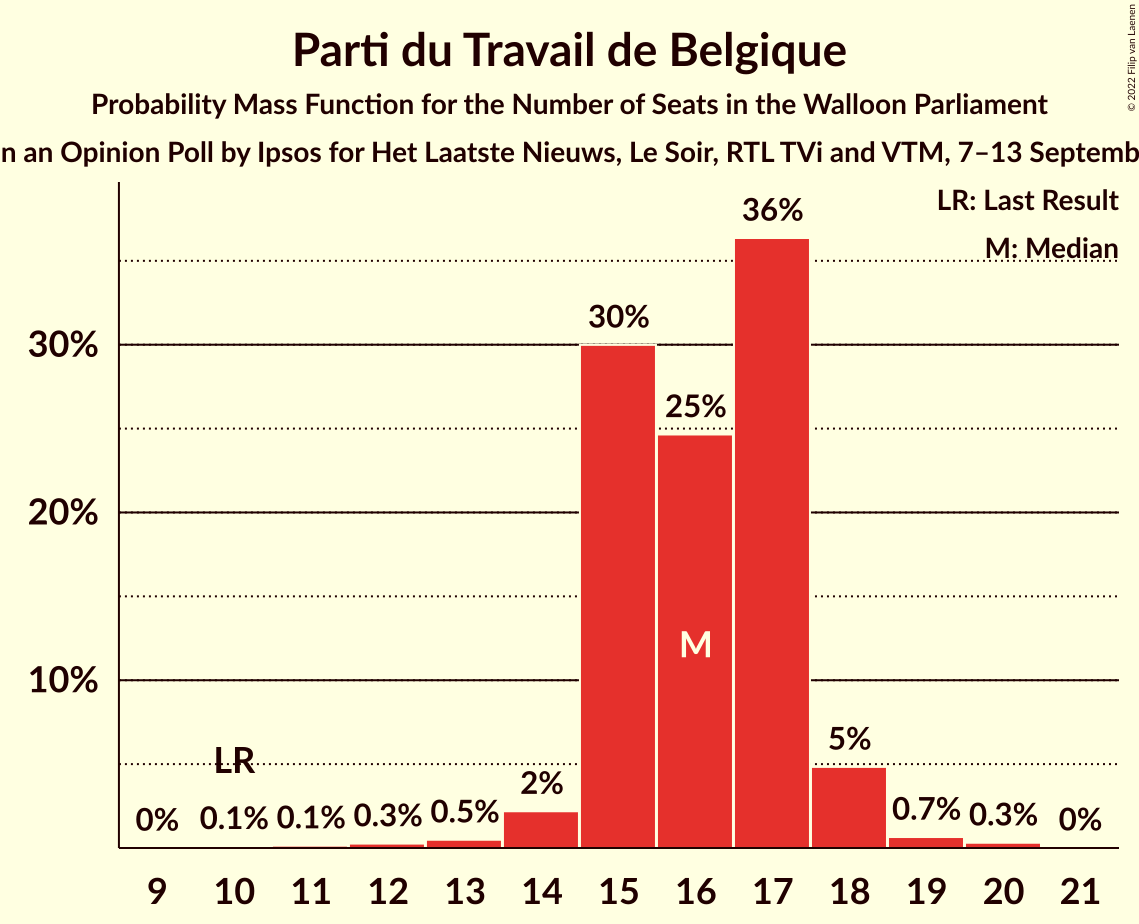 Parti du Travail de Belgique
Probability Mass Function for the Number of Seats in the Walloon Parliament
n an Opinion Poll by Ipsos for Het Laatste Nieuws, Le Soir, RTL TVi and VTM, 7–13 Septemb
© 2022 Filip van Laenen
LR: Last Result
M: Median
36%
30%
30%
25%
20%
M
10%
LR
5%
2%
0% 0.1% 0.1% 0.3% 0.5% 0.7% 0.3% 0%
9 10 11 12 13 14 15 16 17 18 19 20 21